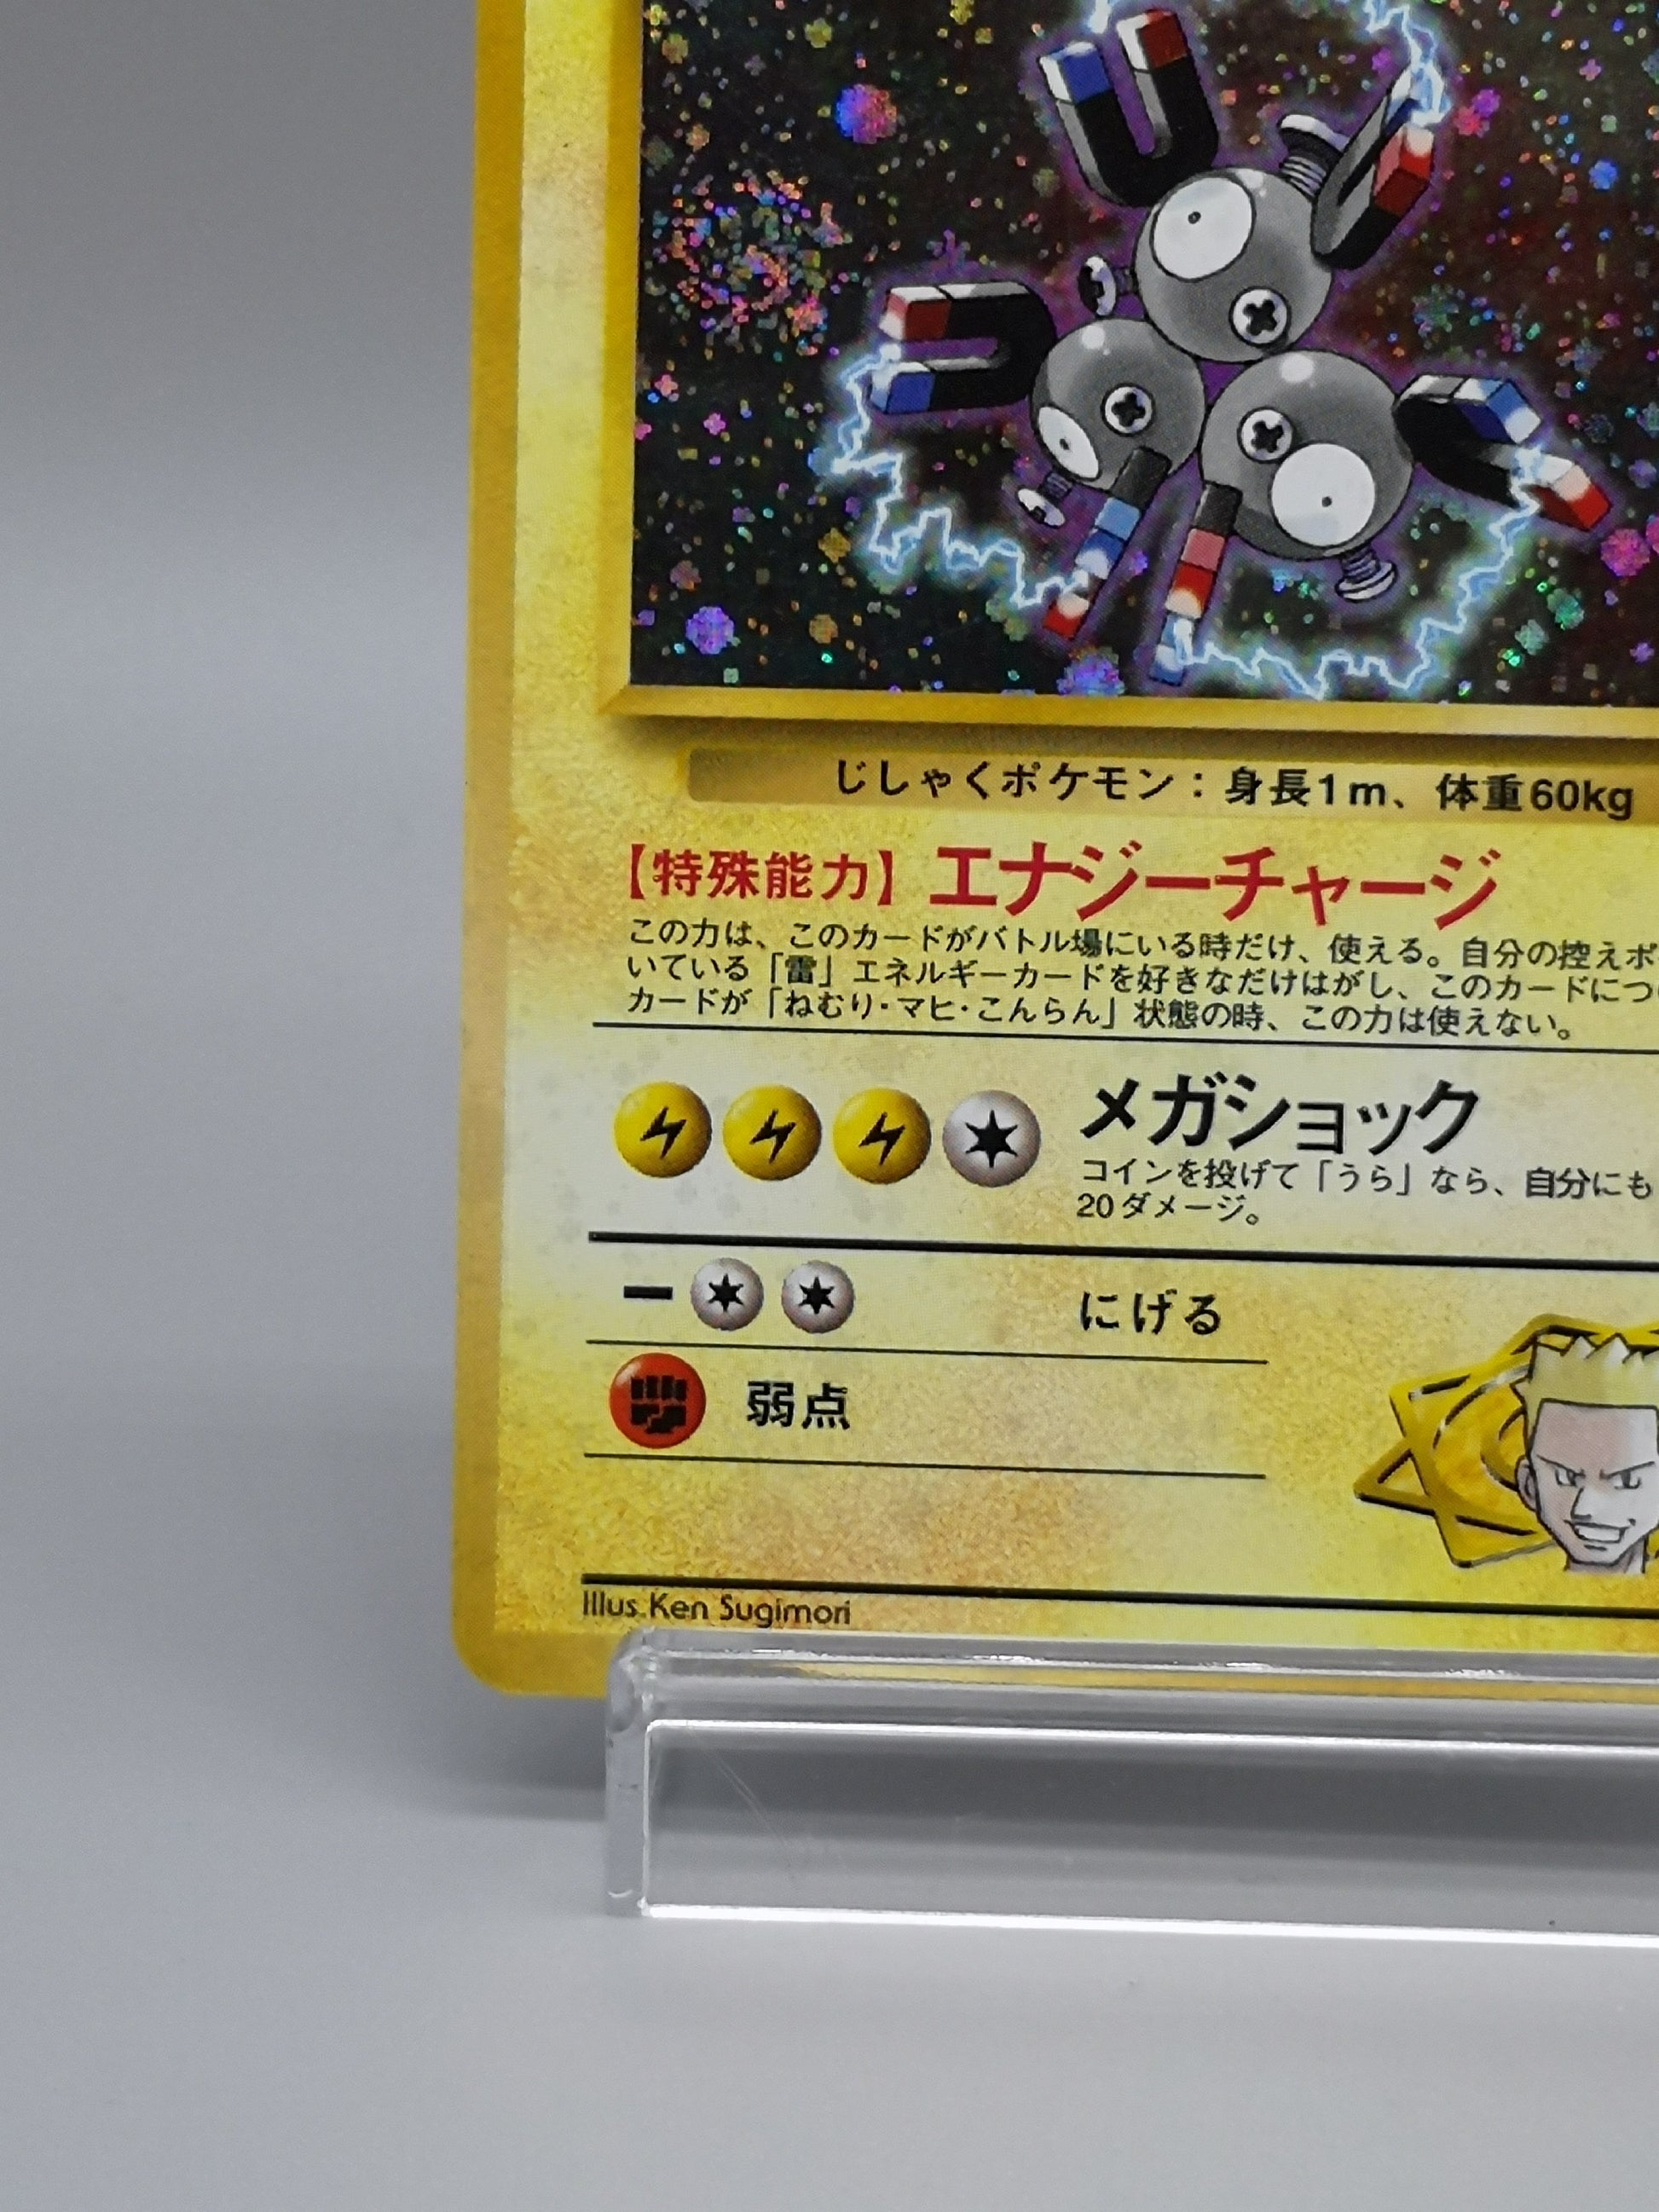 じしゃくポケモン：身長1m、体重60kg
【特殊能力】エナジーチャージ
この力は、このカードがバトル場にいる時だけ、使える。自分の控えポ
いている「雷」エネルギーカードを好きなだけはがし、このカードにつ
カードが「ねむり・マヒ・こんらん」状態の時、この力は使えない。
メガショック
コインを投げて「うら」なら、自分にも
20ダメージ。
にげる
弱点
Illus.Ken Sugimori